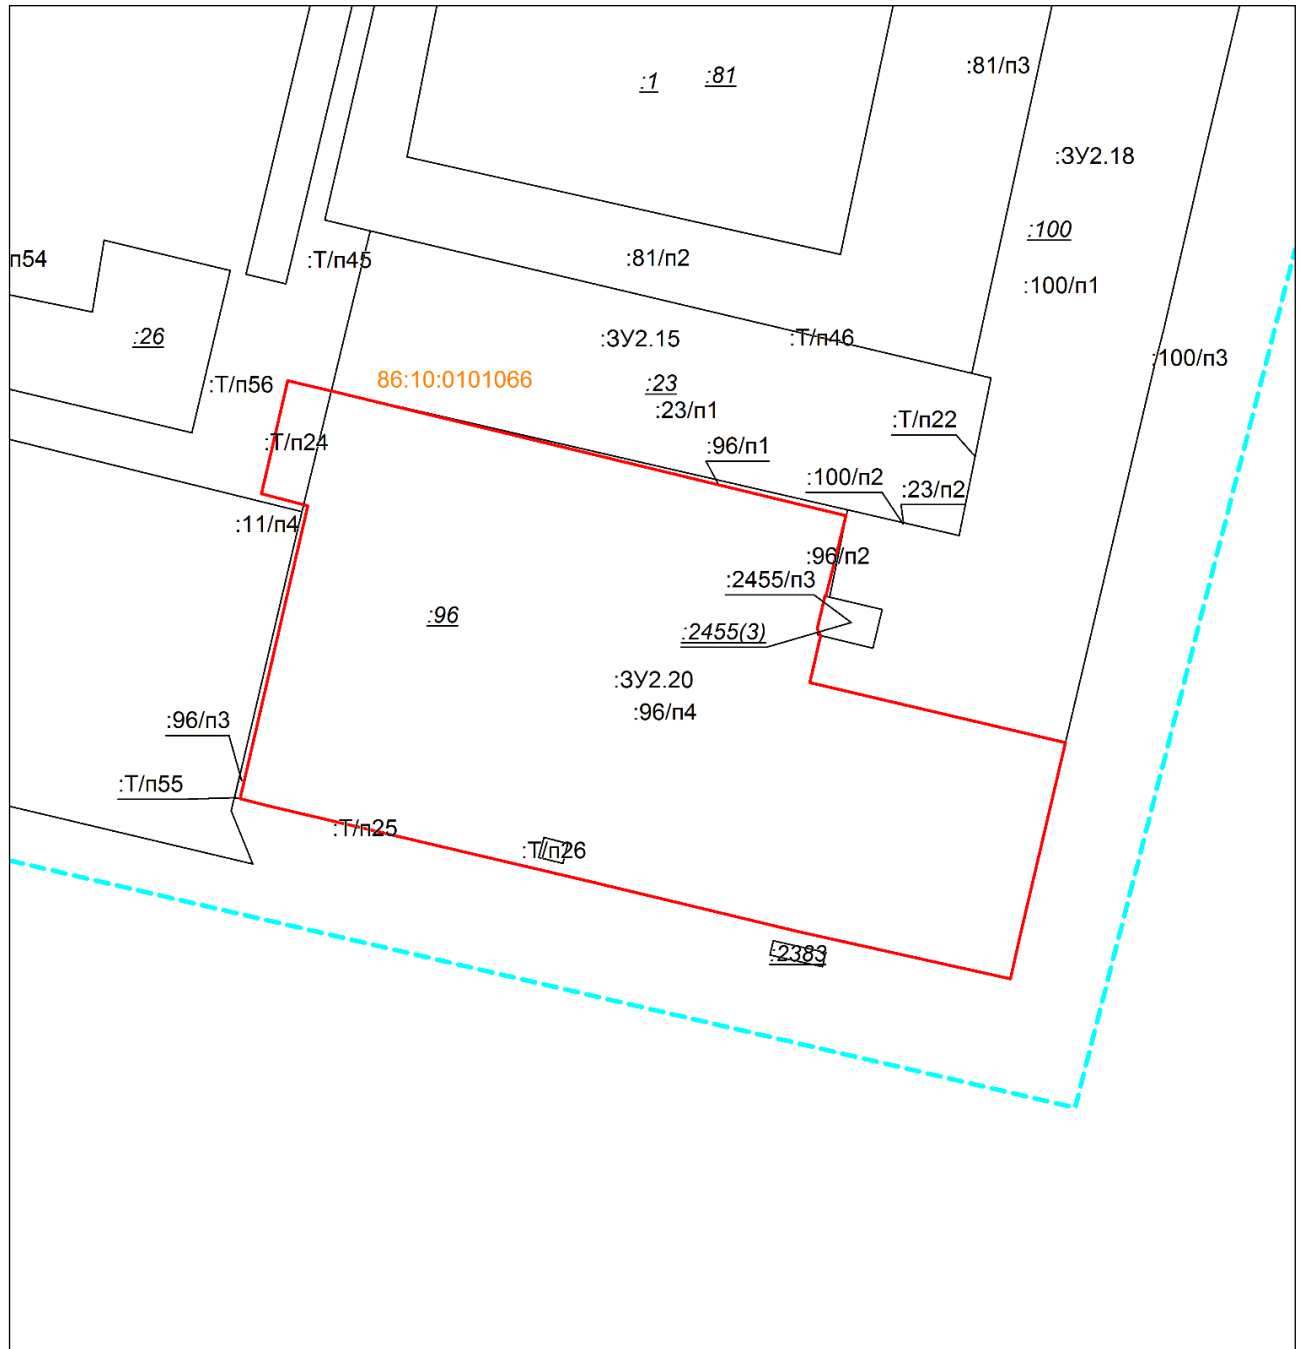 :1
:81
:81/п3
:ЗУ2.18
:100
п54
:Т/п45
:81/п2
:100/п1
:26
:ЗУ2.15
:Т/п46
:100/п3
:Т/п56
86:10:0101066
:23
:23/п1
:Т/п22
:Т/п24
:96/п1
:100/п2
:23/п2
:11/п4
:96/п2
:2455/п3
:96
:2455(3)
:ЗУ2.20
:96/п4
:96/п3
:Т/п55
:Т/п25
:Т/п26
:2383